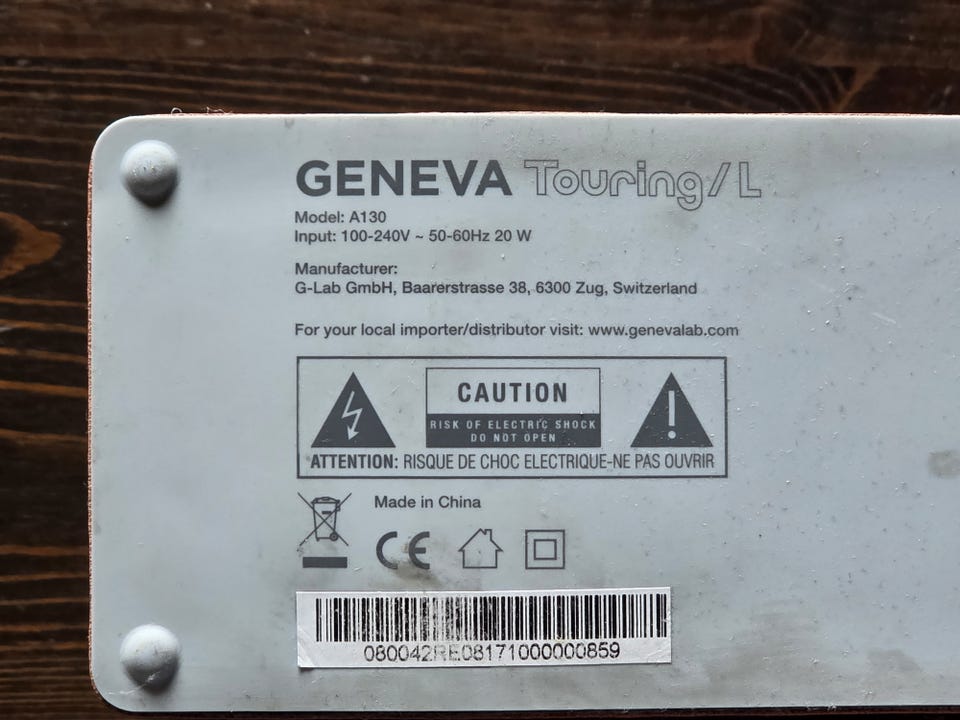 GENEVA Touring/L
Model: A130
Input: 100-240V ~ 50-60Hz 20 W
Manufacturer:
G-Lab GmbH, Baarerstrasse 38, 6300 Zug, Switzerland
For your local importer/distributor visit: www.genevalab.com
CAUTION
RISK OF ELECTRIC SHOCK
DO NOT OPEN
ATTENTION: RISQUE DE CHOC ELECTRIQUE-NE PAS OUVRIR
Made in China
CE
080042RE08171000000859